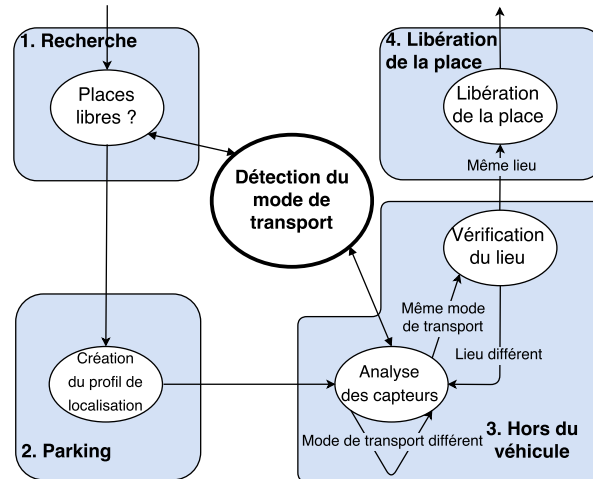 1. Recherche
Places
libres ?
4. Libération
de la place
Libération
de la place
Même lieu
Détection du
mode de
transport
Vérification
du lieu
Même mode
de transport
Lieu différent
Création
du profil de
localisation
2. Parking
Analyse
des capteurs
Mode de transport différent
3. Hors du
véhicule